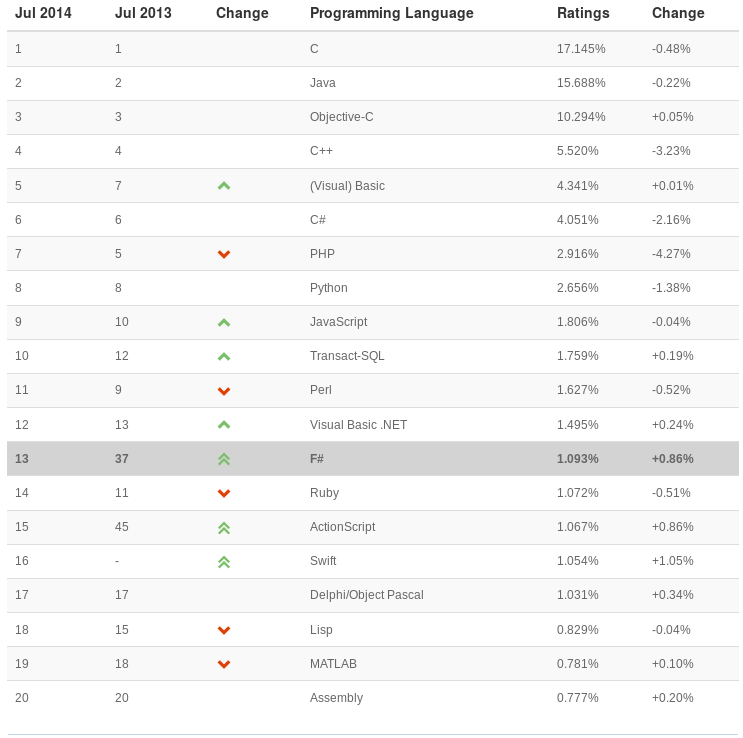 Jul 2014 Jul 2013 Change Programming Language Ratings Change
1 1 C 17.145% -0.48%
2 2 Java 15.688% -0.22%
3 3 Objective-C 10.294% +0.05%
4 4 C++ 5.520% -3.23%
5 7 (Visual) Basic 4.341% +0.01%
6 6 C# 4.051% -2.16%
7 5 PHP 2.916% -4.27%
8 8 Python 2.656% -1.38%
9 10 JavaScript 1.806% -0.04%
10 12 Transact-SQL 1.759% +0.19%
11 9 Perl 1.627% -0.52%
12 13 Visual Basic .NET 1.495% +0.24%
13 37 F# 1.093% +0.86%
14 11 Ruby 1.072% -0.51%
15 45 ActionScript 1.067% +0.86%
16 - Swift 1.054% +1.05%
17 17 Delphi/Object Pascal 1.031% +0.34%
18 15 Lisp 0.829% -0.04%
19 18 MATLAB 0.781% +0.10%
20 20 Assembly 0.777% +0.20%